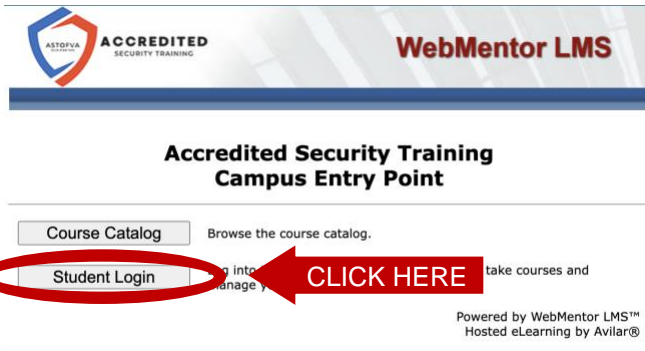 ASTOFVA
ACCREDITED
SECURITY TRAINING
WebMentor LMS
Accredited Security Training
Campus Entry Point
Course Catalog
Browse the course catalog.
Student Login
into
CLICK HERE
take courses and
Powered by WebMentor LMS™
Hosted eLearning by Avilar®